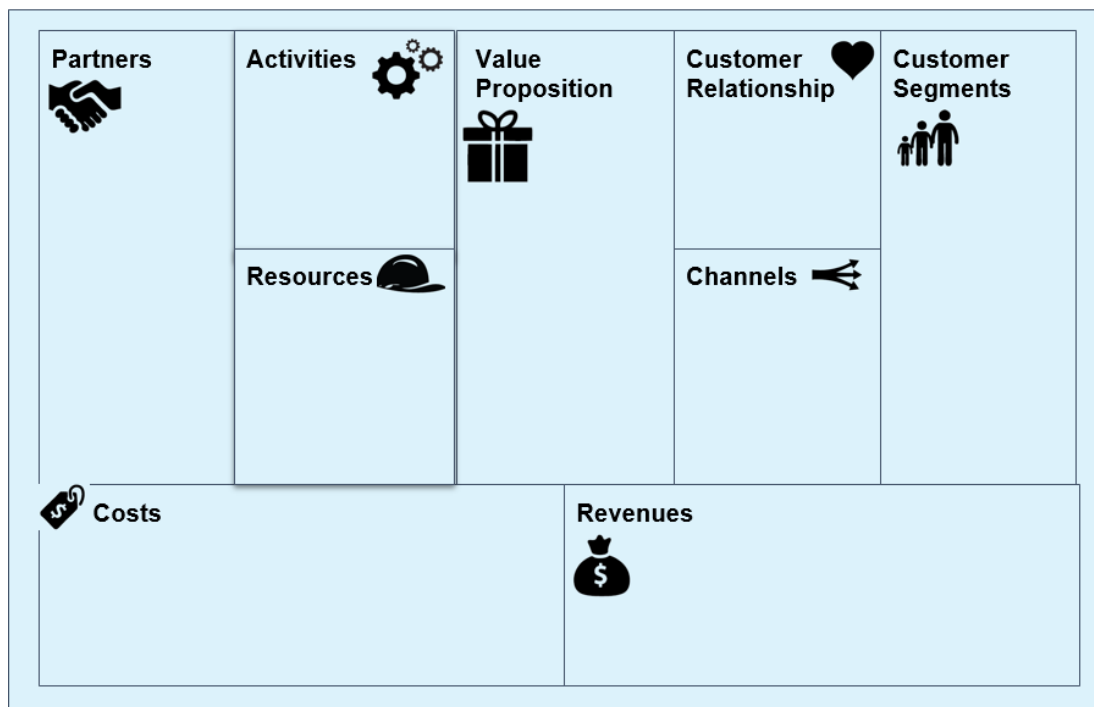 Partners
Activities
Value
Proposition
Customer
Relationship
Customer
Segments
Resources
Channels
$
Costs
Revenues
$